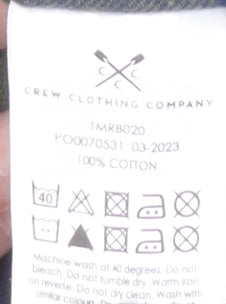 C C
C
CREW CLOTHING COMPANY
TMRB020
PO0070531 03-2023
100% COTTON
40
Machine wash at 40 degrees. Do not
bleach. Do not tumble dry. Warm iron
on reverse. Do not dry clean. Wash with
similar colours.